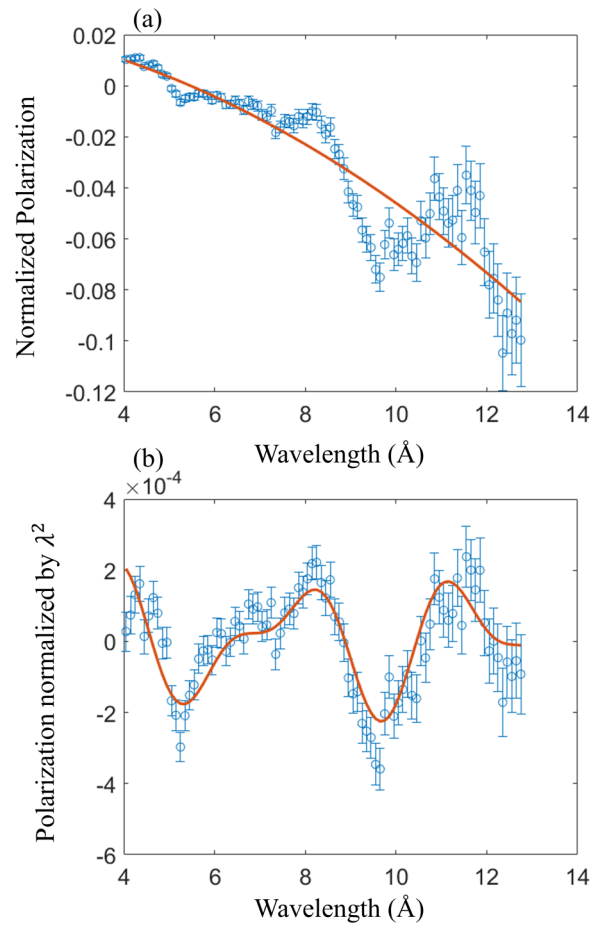 (a)
0.02
0
-0.02
-0.04
-0.06
-0.08
-0.1
-0.12
Normalized Polarization
4 6 8 10 12 14
Wavelength (Å)
(b)
×10⁻⁴
4
2
0
-2
-4
-6
Polarization normalized by λ²
4 6 8 10 12 14
Wavelength (Å)